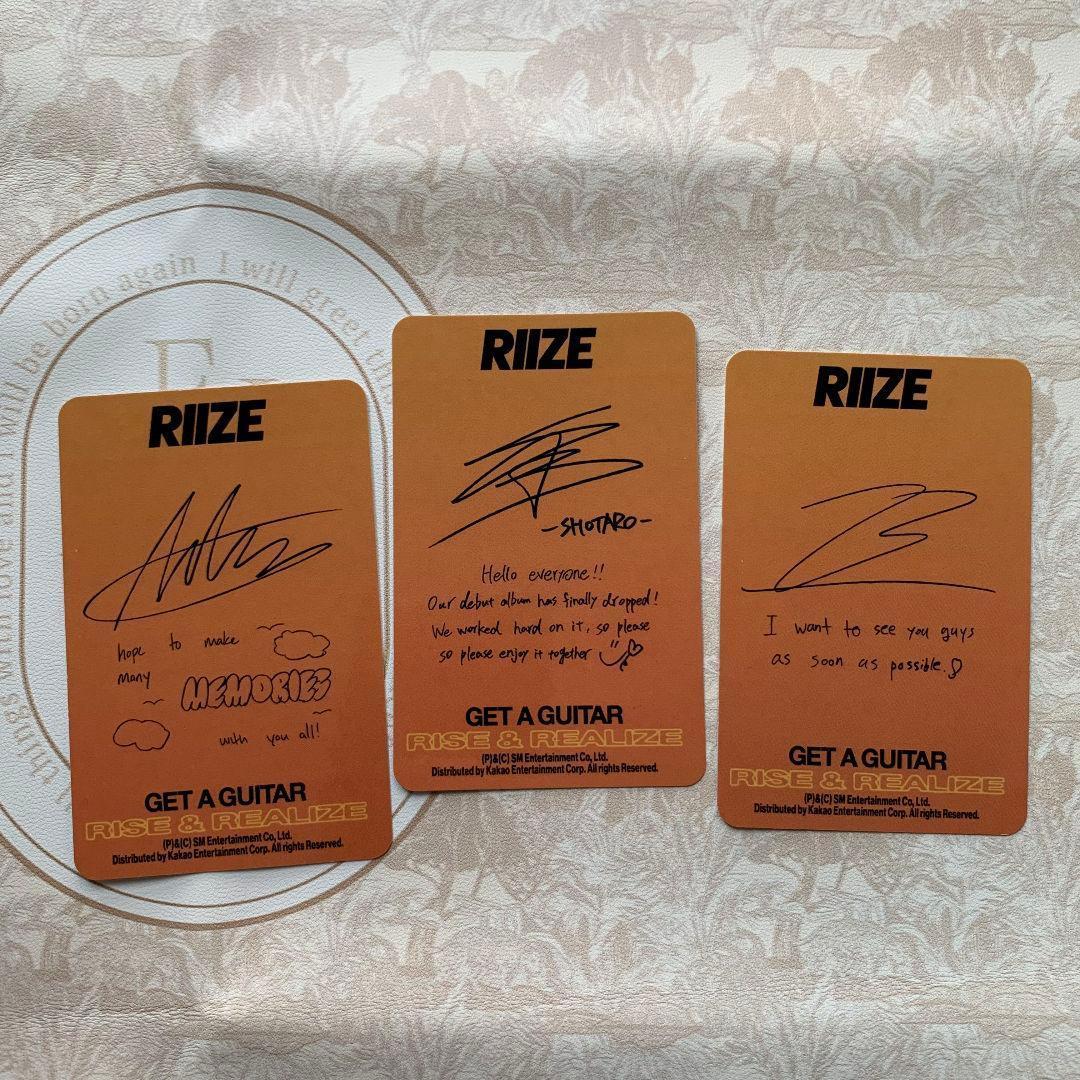 things with love and I will be born again I will greet th
E
RIIZE
hope to make
many MEMORIES
with you all!
GET A GUITAR
RISE & REALIZE
(P)&(C) SM Entertainment Co., Ltd.
Distributed by Kakao Entertainment Corp. All rights Reserved.
RIIZE
-SHOTARO-
Hello everyone!!
Our debut album has finally dropped!
We worked hard on it, so please
so please enjoy it together
GET A GUITAR
RISE & REALIZE
(P)&(C) SM Entertainment Co., Ltd.
Distributed by Kakao Entertainment Corp. All rights Reserved.
RIIZE
I want to see you guys
as soon as possible.
GET A GUITAR
RISE & REALIZE
(P)&(C) SM Entertainment Co., Ltd.
Distributed by Kakao Entertainment Corp. All rights Reserved.